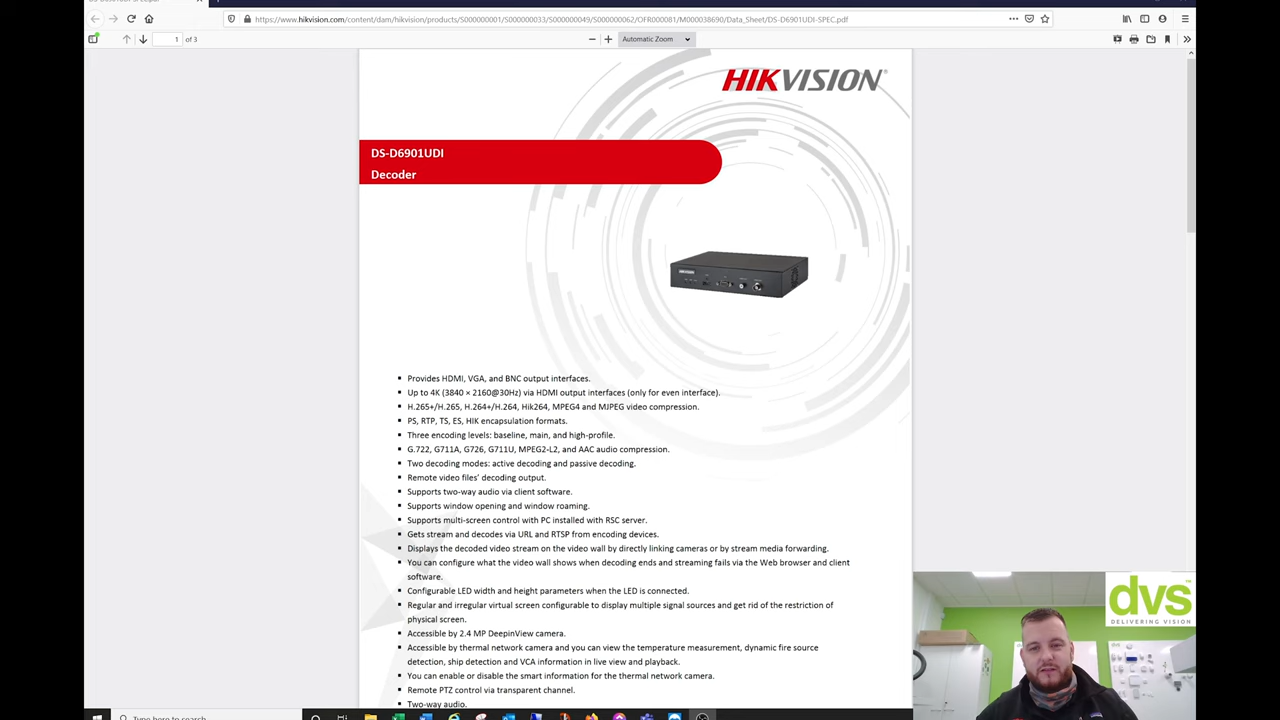 https://www.hikvision.com/content/dam/hikvision/products/S000000001/S000000033/S000000049/S000000062/OFR000081/M000038690/Data_Sheet/DS-D6901UDI-SPEC.pdf
1 of 3
Automatic Zoom
HIKVISION
DS-D6901UDI
Decoder
HIKVISION
Provides HDMI, VGA, and BNC output interfaces.
Up to 4K (3840 × 2160@30Hz) via HDMI output interfaces (only for even interface).
H.265+/H.265, H.264+/H.264, Hik264, MPEG4 and MJPEG video compression.
PS, RTP, TS, ES, HIK encapsulation formats.
Three encoding levels: baseline, main, and high-profile.
G.722, G711A, G726, G711U, MPEG2-L2, and AAC audio compression.
Two decoding modes: active decoding and passive decoding.
Remote video files' decoding output.
Supports two-way audio via client software.
Supports window opening and window roaming.
Supports multi-screen control with PC installed with RSC server.
Gets stream and decodes via URL and RTSP from encoding devices.
Displays the decoded video stream on the video wall by directly linking cameras or by stream media forwarding.
You can configure what the video wall shows when decoding ends and streaming fails via the Web browser and client
software.
Configurable LED width and height parameters when the LED is connected.
Regular and irregular virtual screen configurable to display multiple signal sources and get rid of the restriction of
physical screen.
Accessible by 2.4 MP DeepinView camera.
Accessible by thermal network camera and you can view the temperature measurement, dynamic fire source
detection, ship detection and VCA information in live view and playback.
You can enable or disable the smart information for the thermal network camera.
Remote PTZ control via transparent channel.
Two-way audio.
dvs
DELIVERING VISION
Type here to search